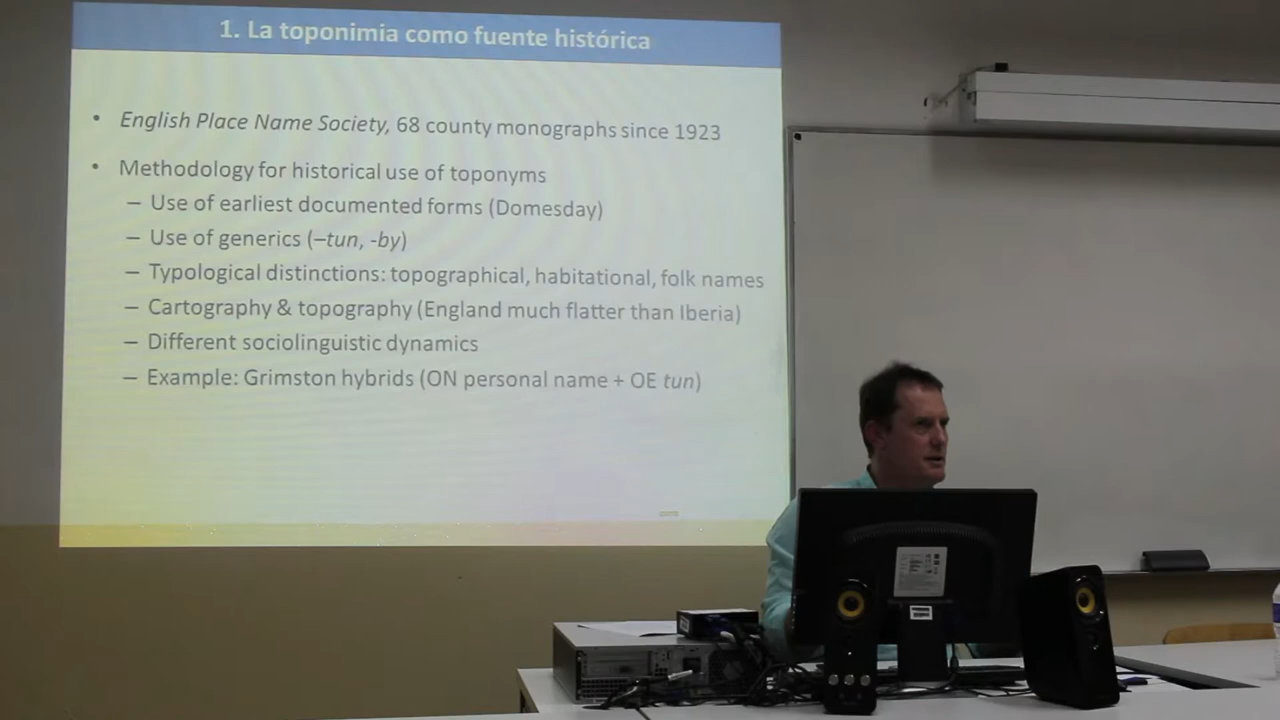 1. La toponimia como fuente histórica
• English Place Name Society, 68 county monographs since 1923
• Methodology for historical use of toponyms
– Use of earliest documented forms (Domesday)
– Use of generics (–tun, -by)
– Typological distinctions: topographical, habitational, folk names
– Cartography & topography (England much flatter than Iberia)
– Different sociolinguistic dynamics
– Example: Grimston hybrids (ON personal name + OE tun)